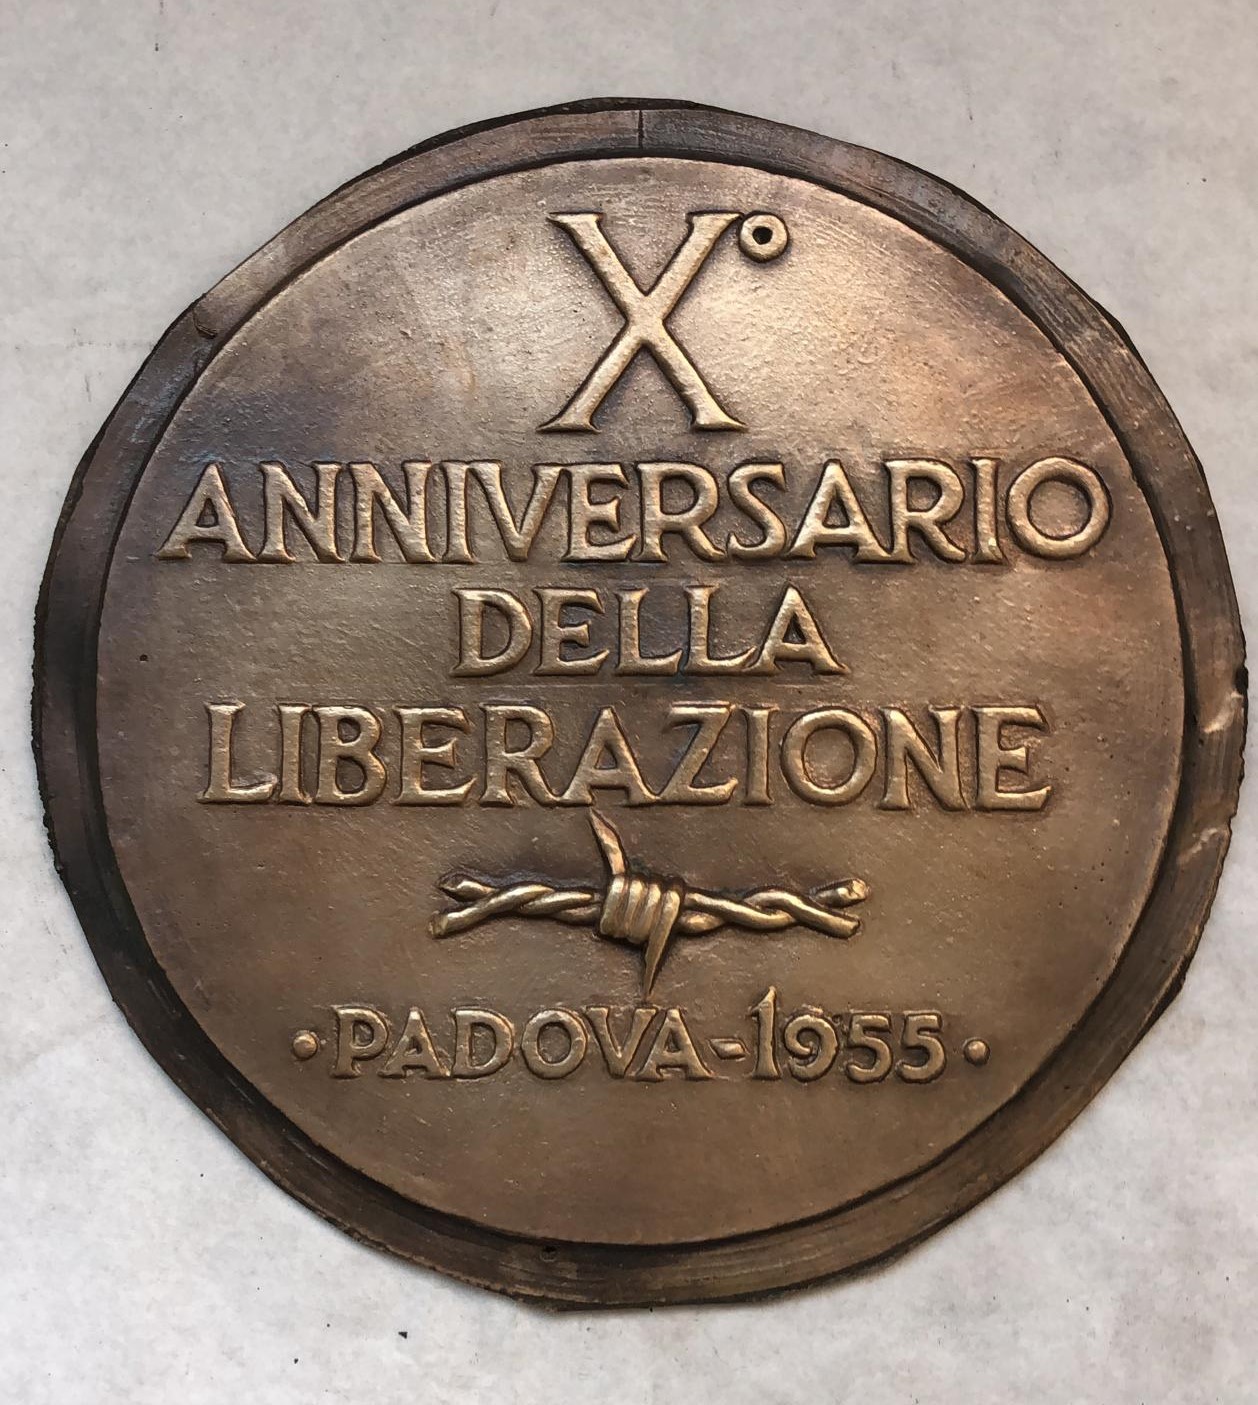 X°
ANNIVERSARIO
DELLA
LIBERAZIONE
·PADOVA-1955·